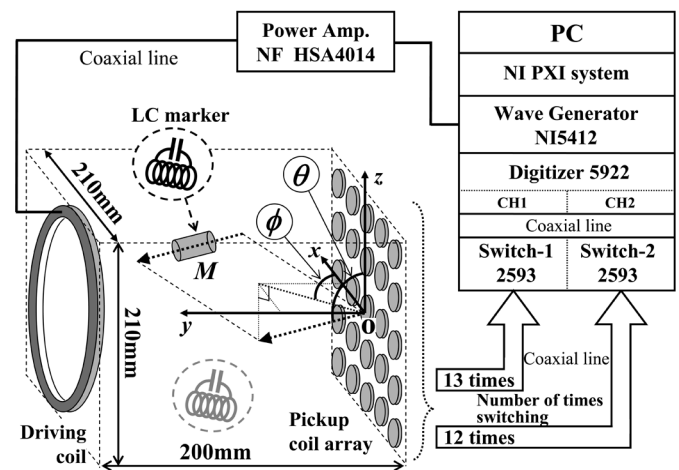 Power Amp.
NF HSA4014
Coaxial line
PC
NI PXI system
Wave Generator
NI5412
Digitizer 5922
CH1
CH2
Coaxial line
Switch-1
2593
Switch-2
2593
LC marker
210mm
θ
z
ϕ
x
M
y
o
210mm
Coaxial line
13 times
Number of times
switching
12 times
Driving
coil
200mm
Pickup
coil array